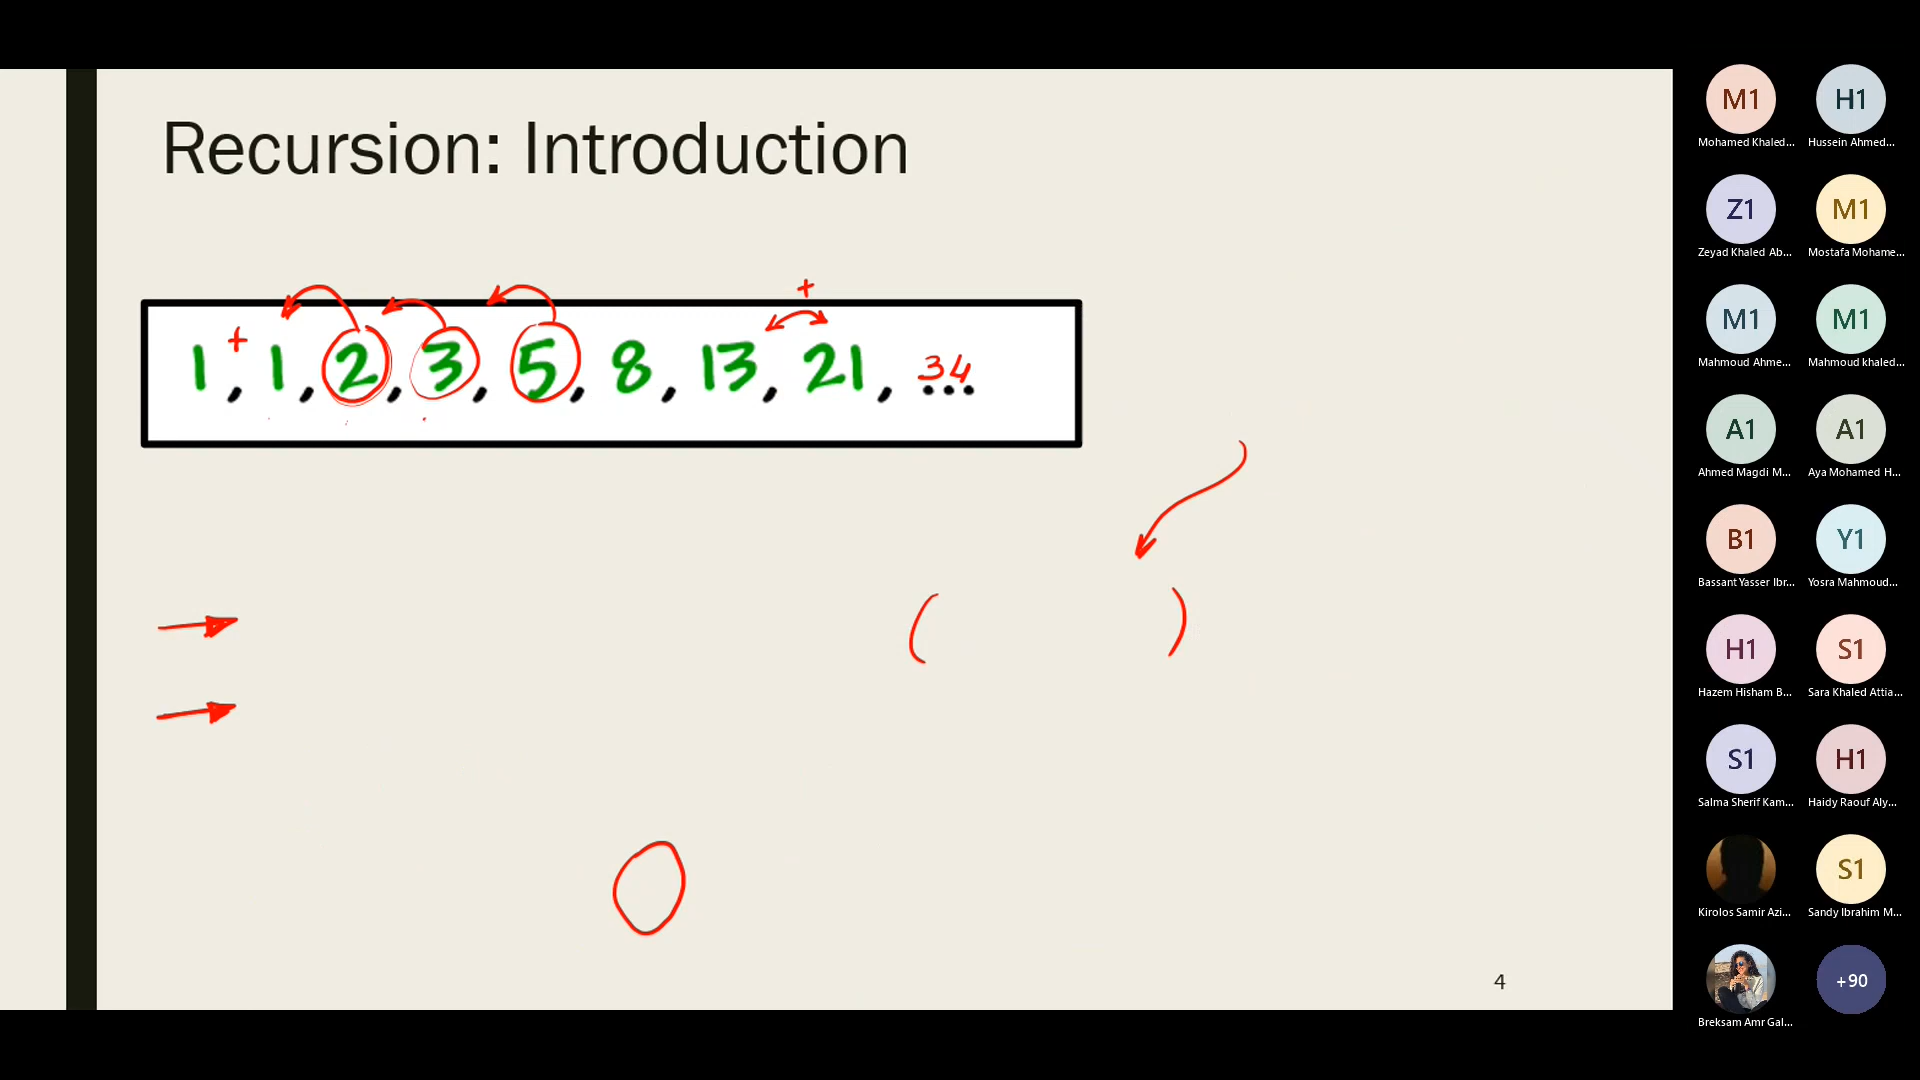 Recursion: Introduction
+
+
1, 1, 2, 3, 5, 8, 13, 21, ...
34
4
M1
Mohamed Khaled...
H1
Hussein Ahmed...
Z1
Zeyad Khaled Ab...
M1
Mostafa Mohame...
M1
Mahmoud Ahme...
M1
Mahmoud khaled...
A1
Ahmed Magdi M...
A1
Aya Mohamed H...
B1
Bassant Yasser Ibr...
Y1
Yosra Mahmoud...
H1
Hazem Hisham B...
S1
Sara Khaled Attia...
S1
Salma Sherif Kam...
H1
Haidy Raouf Aly...
Kirolos Samir Azi...
S1
Sandy Ibrahim M...
Breksam Amr Gal...
+90